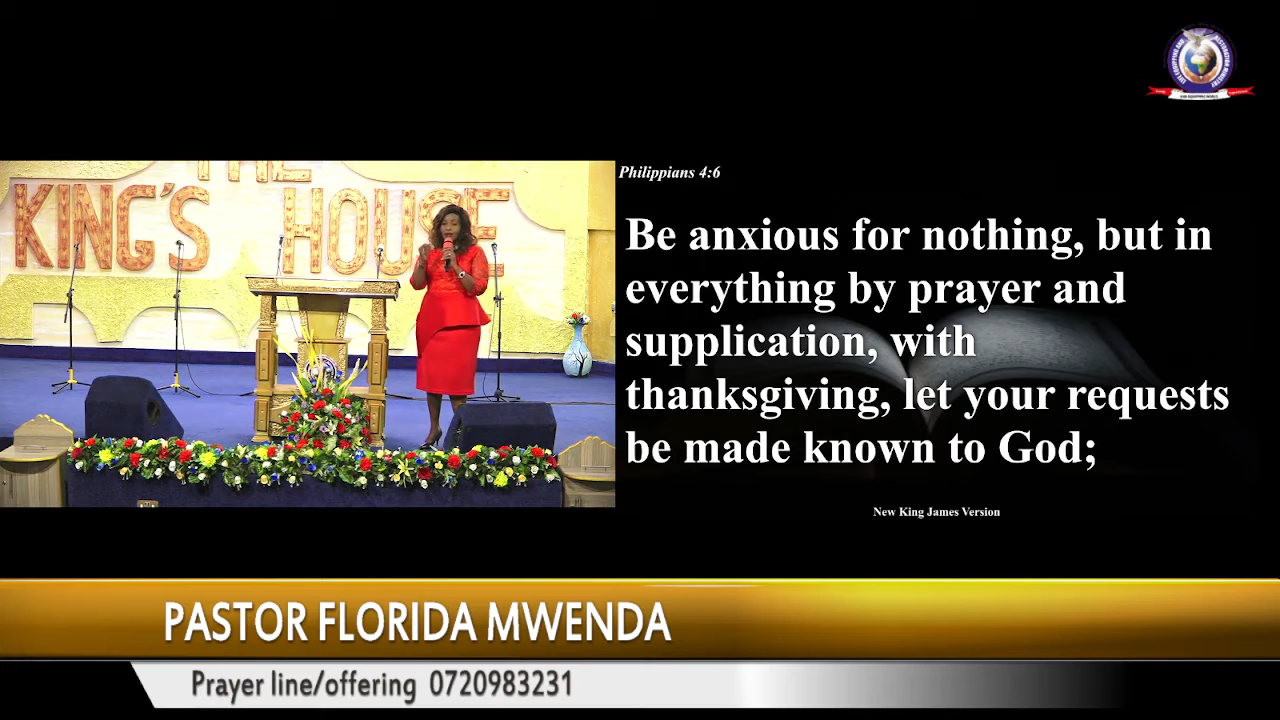 THE
KING'S HOUSE
Philippians 4:6
Be anxious for nothing, but in
everything by prayer and
supplication, with
thanksgiving, let your requests
be made known to God;
New King James Version
PASTOR FLORIDA MWENDA
Prayer line/offering 0720983231